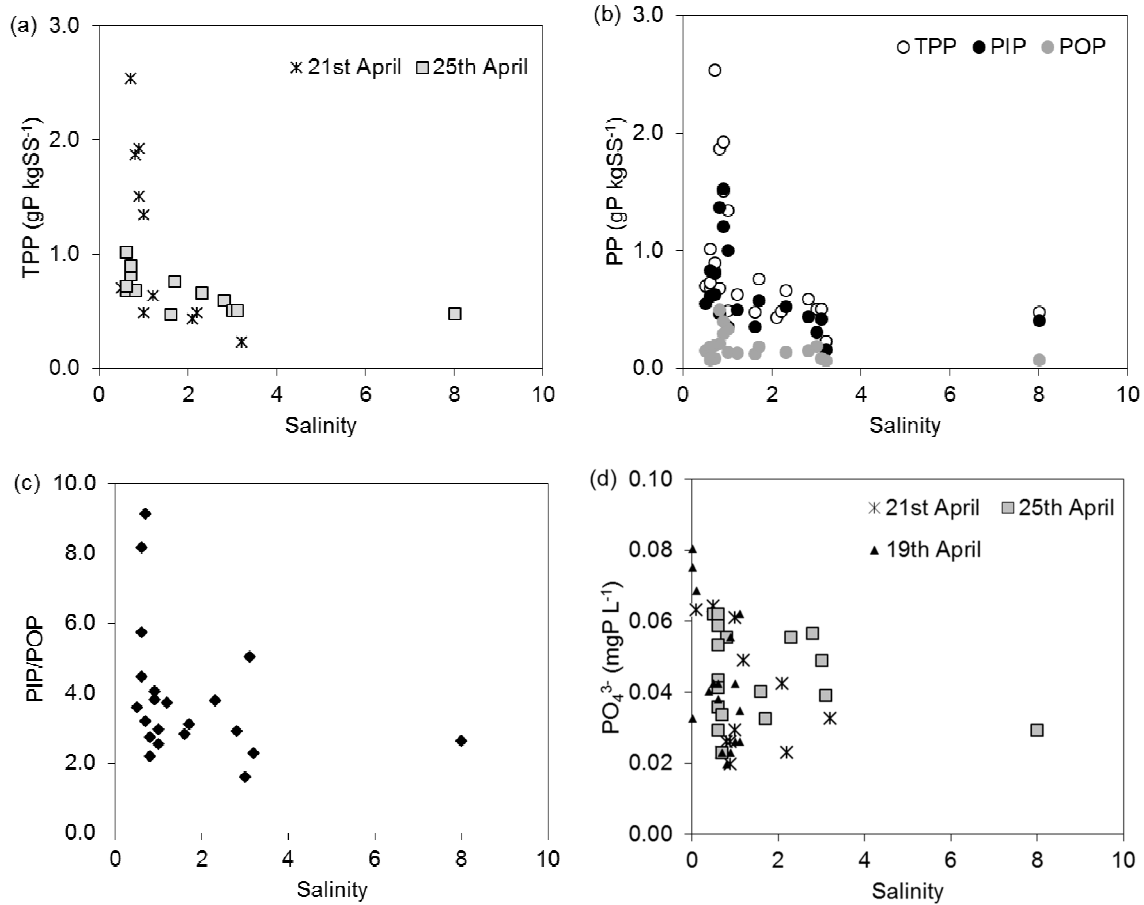 (a)
3.0
2.0
1.0
0.0
TPP (gP kgSS⁻¹)
21st April 25th April
0 2 4 6 8 10
Salinity
(b)
3.0
2.0
1.0
0.0
PP (gP kgSS⁻¹)
TPP PIP POP
0 2 4 6 8 10
Salinity
(c)
10.0
8.0
6.0
4.0
2.0
0.0
PIP/POP
0 2 4 6 8 10
Salinity
(d)
0.10
0.08
0.06
0.04
0.02
0.00
PO₄³⁻ (mgP L⁻¹)
21st April 25th April
19th April
0 2 4 6 8 10
Salinity